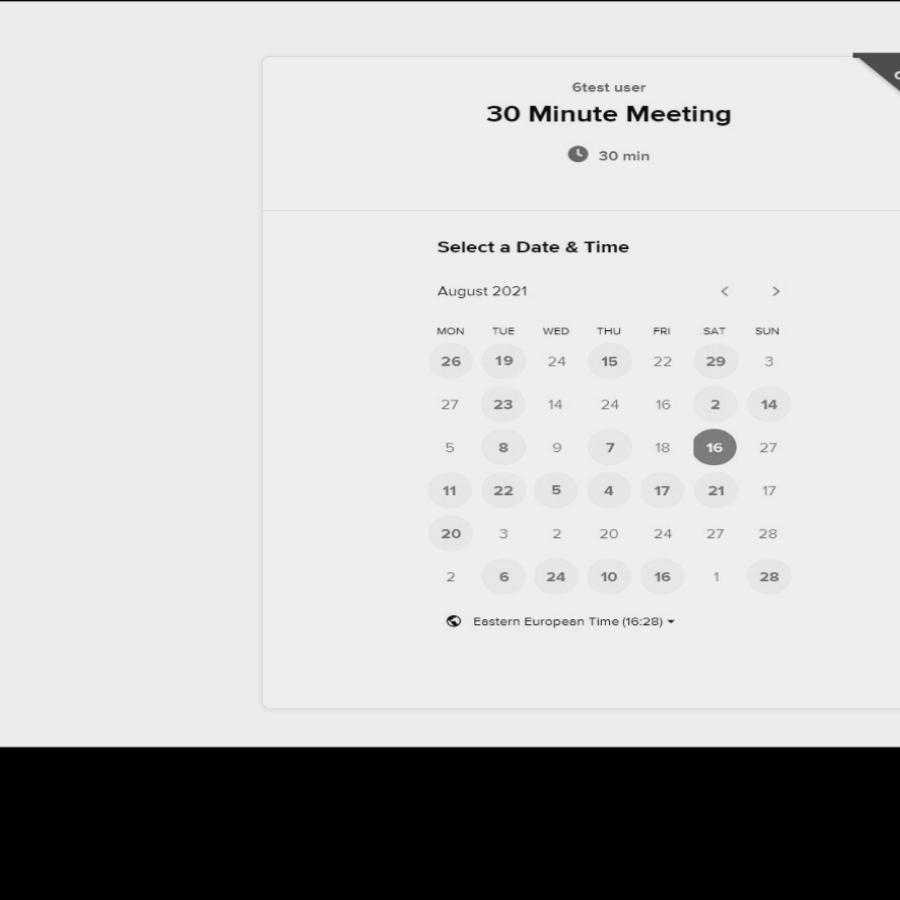 6test user
30 Minute Meeting
30 min
Select a Date & Time
August 2021
MON TUE WED THU FRI SAT SUN
26 19 24 15 22 29 3
27 23 14 24 16 2 14
5 8 9 7 18 16 27
11 22 5 4 17 21 17
20 3 2 20 24 27 28
2 6 24 10 16 1 28
Eastern European Time (16:28)